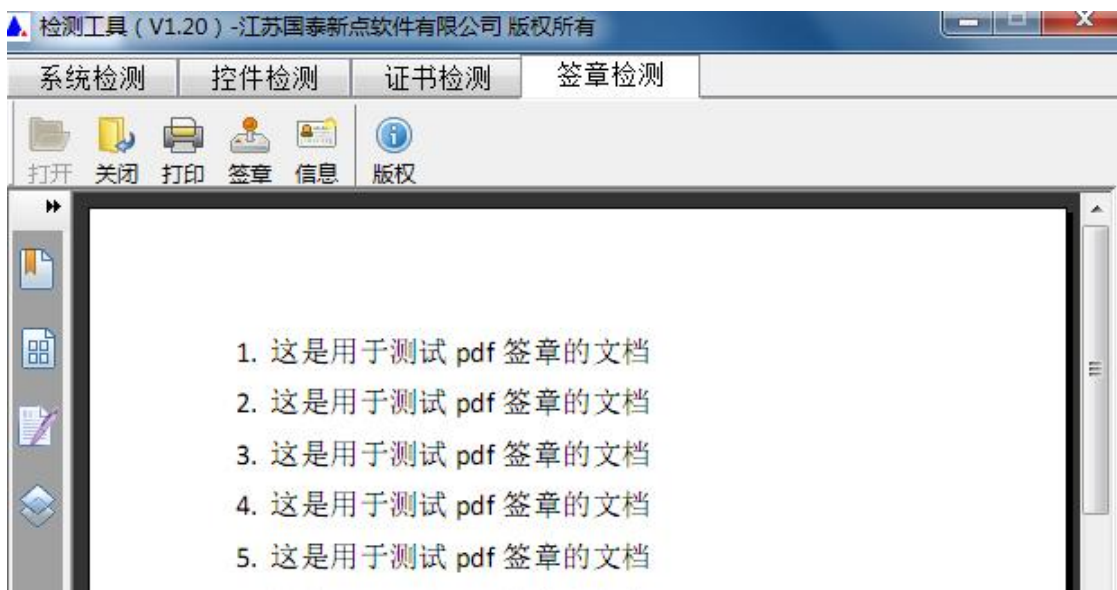 检测工具（V1.20）-江苏国泰新点软件有限公司 版权所有
系统检测 控件检测 证书检测 签章检测
打开 关闭 打印 签章 信息 版权
1. 这是用于测试 pdf 签章的文档
2. 这是用于测试 pdf 签章的文档
3. 这是用于测试 pdf 签章的文档
4. 这是用于测试 pdf 签章的文档
5. 这是用于测试 pdf 签章的文档